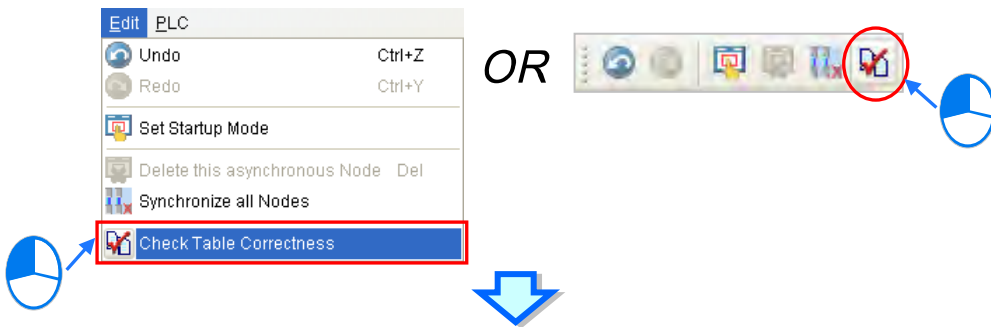 Edit PLC
Undo Ctrl+Z
OR
Redo Ctrl+Y
Set Startup Mode
Delete this asynchronous Node Del
Synchronize all Nodes
Check Table Correctness